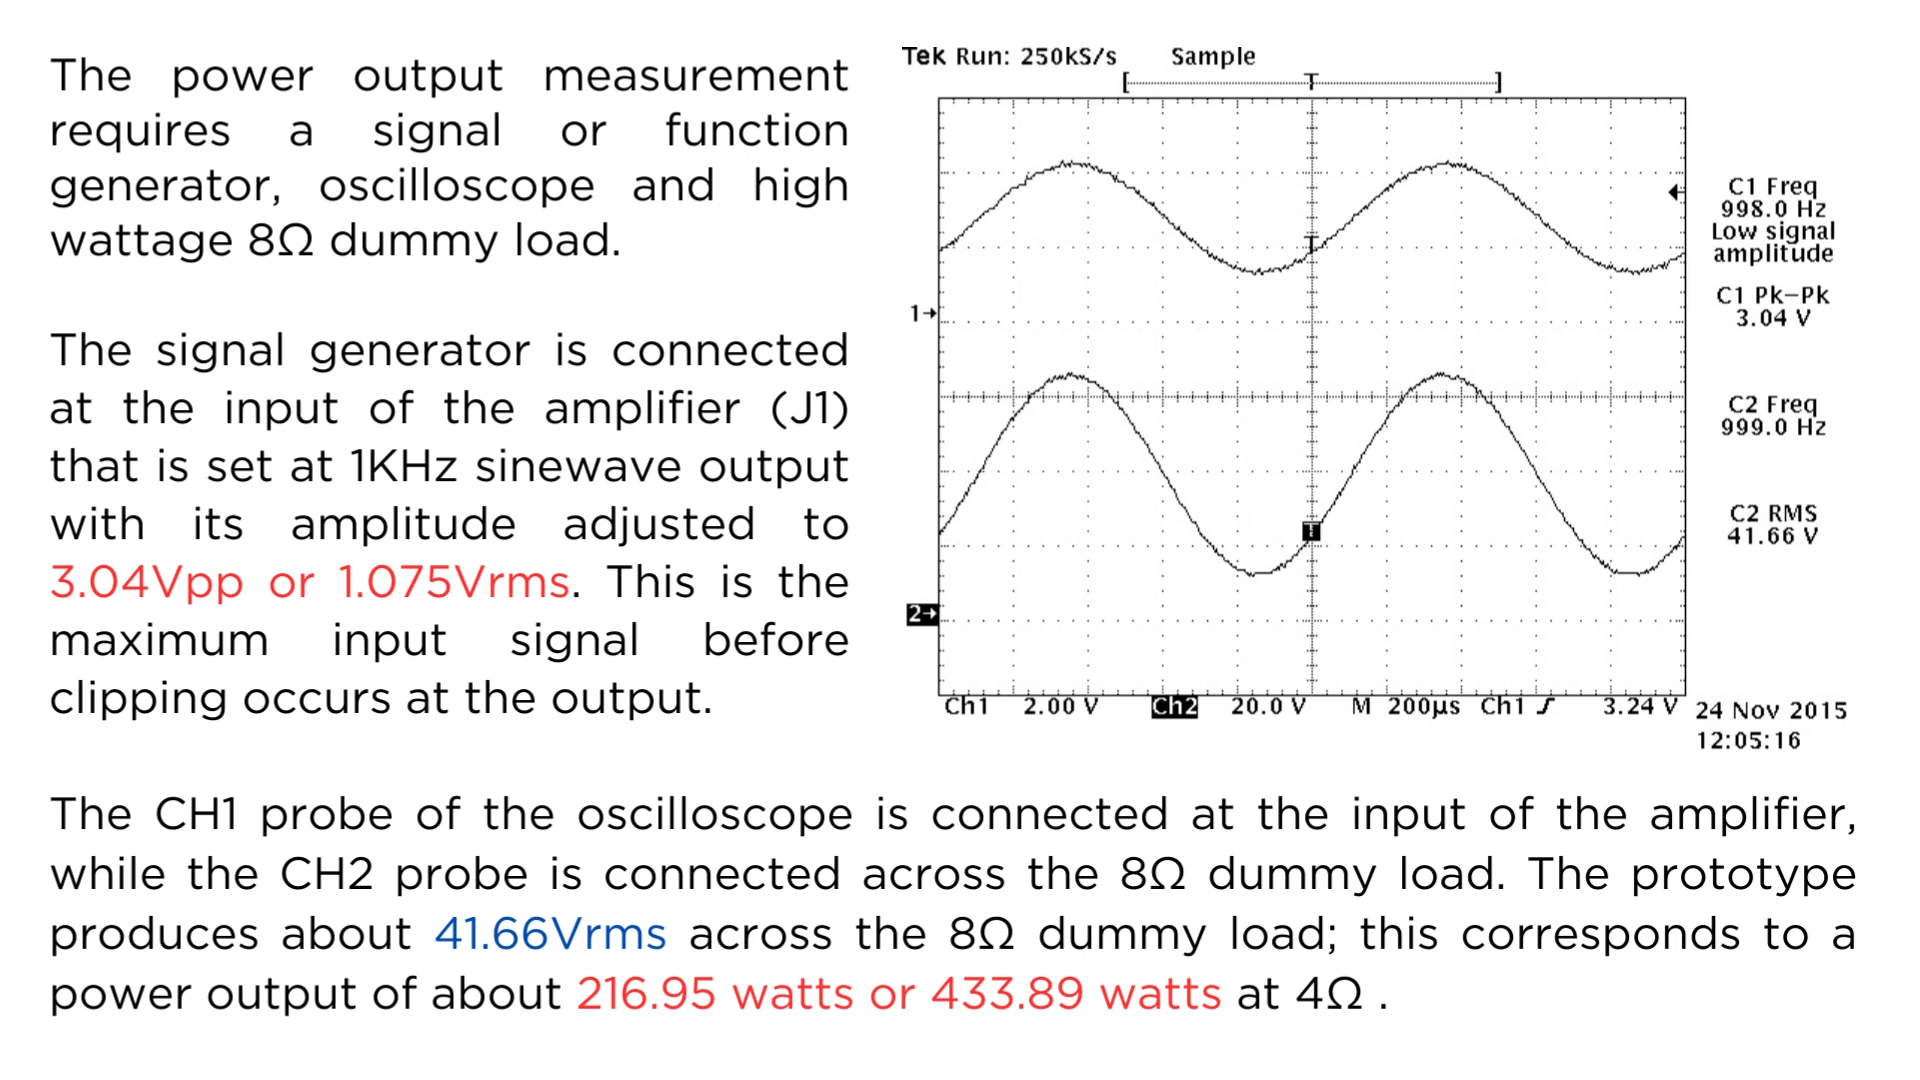 The power output measurement
requires a signal or function
generator, oscilloscope and high
wattage 8Ω dummy load.
The signal generator is connected
at the input of the amplifier (J1)
that is set at 1KHz sinewave output
with its amplitude adjusted to
3.04Vpp or 1.075Vrms. This is the
maximum input signal before
clipping occurs at the output.
Tek Run: 250kS/s Sample
[ T ]
C1 Freq
998.0 Hz
Low signal
amplitude
C1 Pk-Pk
3.04 V
T
1→
C2 Freq
999.0 Hz
C2 RMS
41.66 V
T
2→
Ch1 2.00 V Ch2 20.0 V M 200µs Ch1 ƒ 3.24 V
24 Nov 2015
12:05:16
The CH1 probe of the oscilloscope is connected at the input of the amplifier,
while the CH2 probe is connected across the 8Ω dummy load. The prototype
produces about 41.66Vrms across the 8Ω dummy load; this corresponds to a
power output of about 216.95 watts or 433.89 watts at 4Ω .